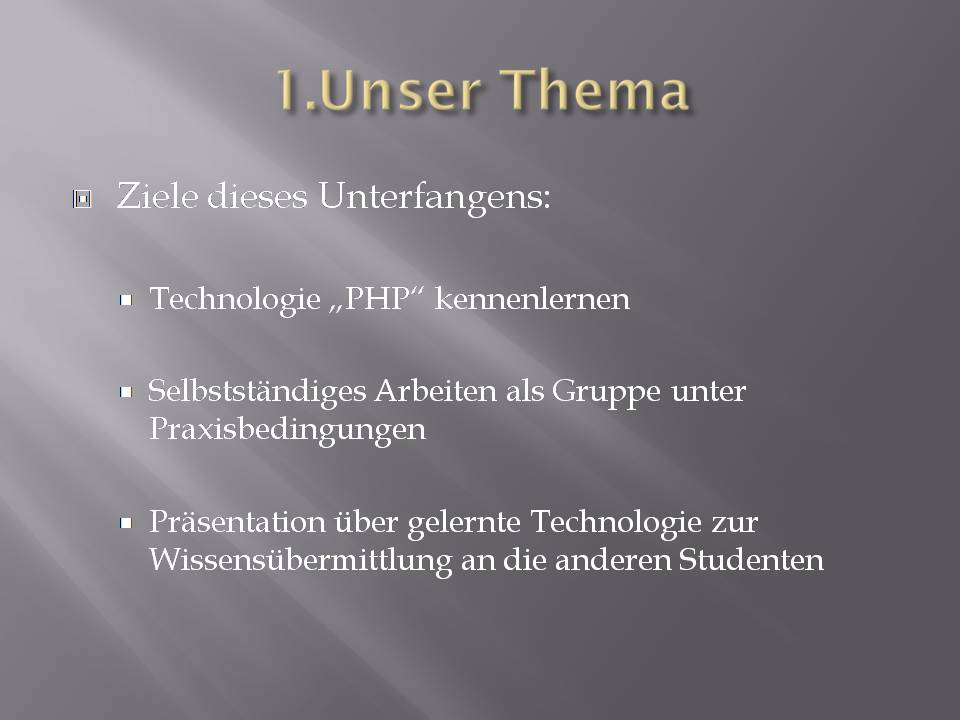 1.Unser Thema
Ziele dieses Unterfangens:
Technologie „PHP“ kennenlernen
Selbstständiges Arbeiten als Gruppe unter
Praxisbedingungen
Präsentation über gelernte Technologie zur
Wissensübermittlung an die anderen Studenten